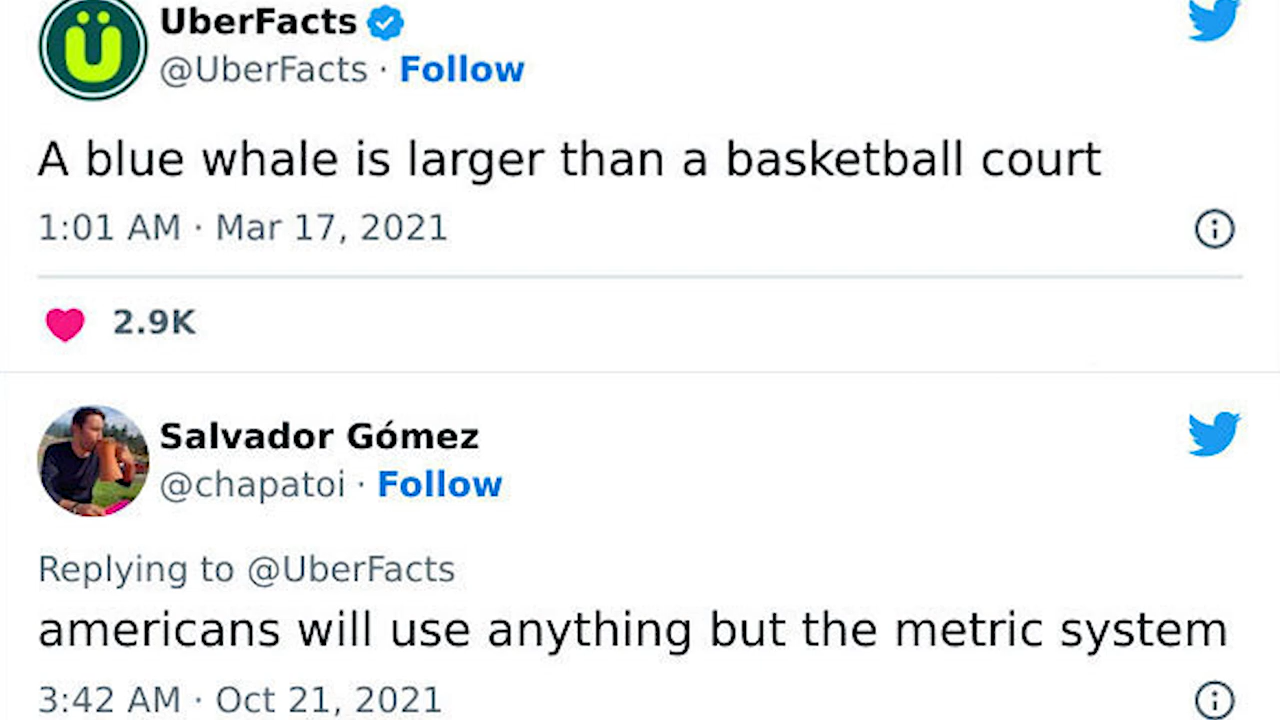 UberFacts
@UberFacts · Follow
A blue whale is larger than a basketball court
1:01 AM · Mar 17, 2021
2.9K
Salvador Gómez
@chapatoi · Follow
Replying to @UberFacts
americans will use anything but the metric system
3:42 AM · Oct 21, 2021